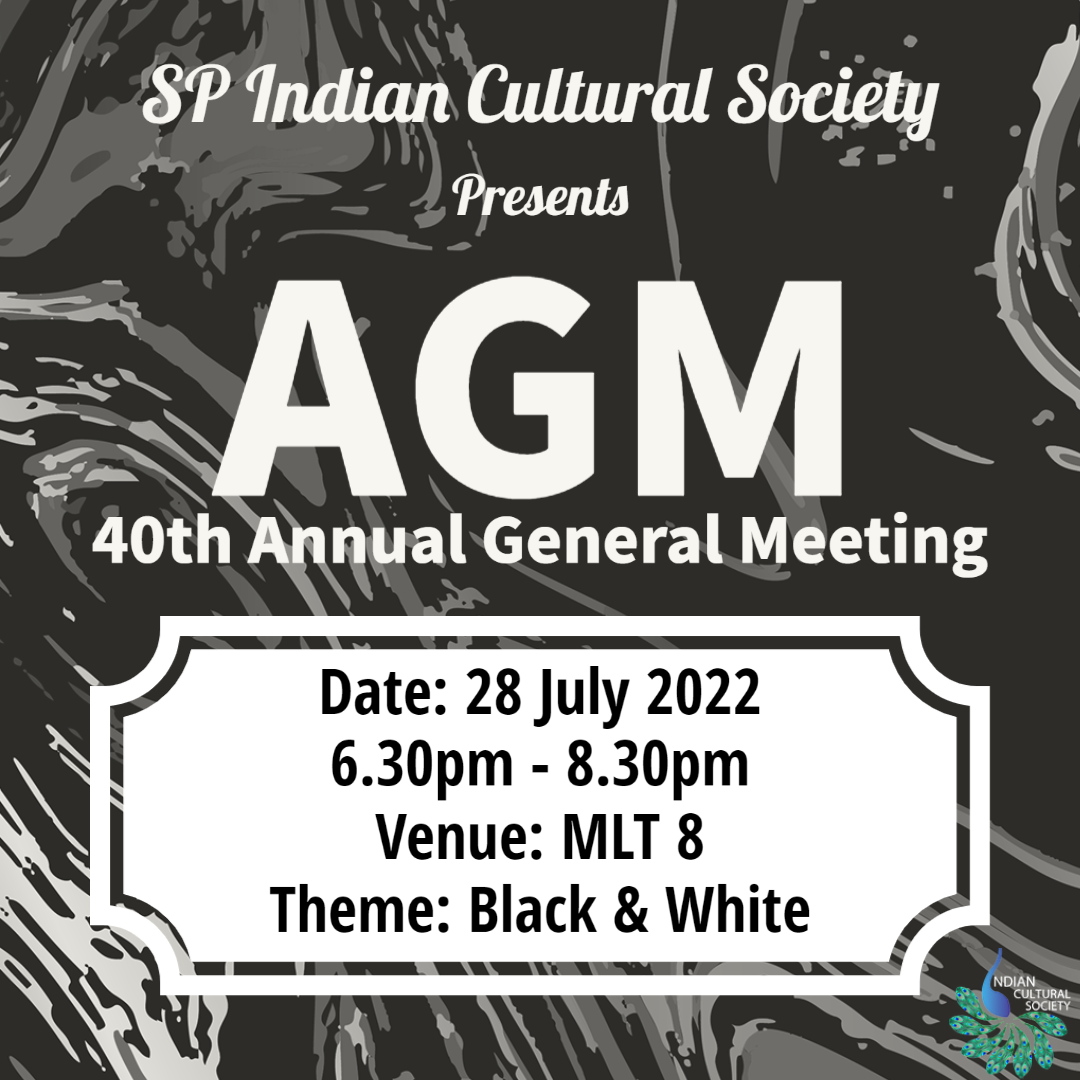 SP Indian Cultural Society
Presents
AGM
40th Annual General Meeting
Date: 28 July 2022
6.30pm - 8.30pm
Venue: MLT 8
Theme: Black & White
NDIAN
CULTURAL
SOCIETY